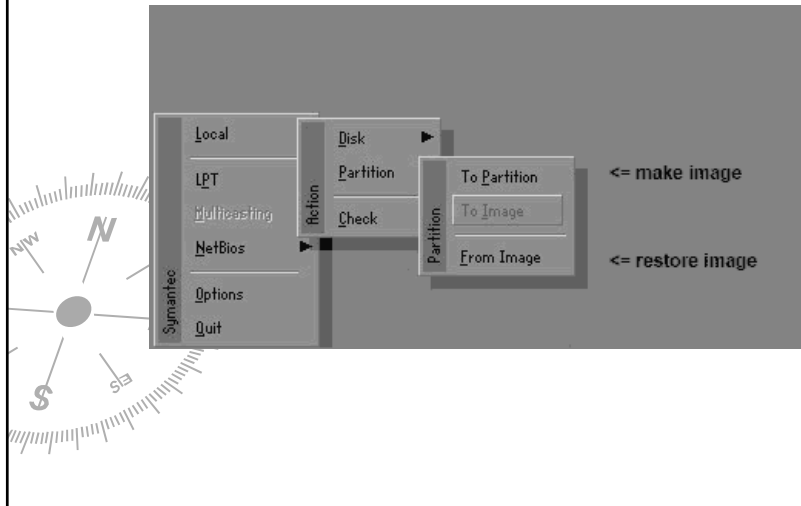 Local
LPT
Multicasting
NetBios
Options
Quit
Symantec
Disk
Partition
Check
Action
To Partition
To Image
From Image
Partition
<= make image
<= restore image
NW
N
S
ES